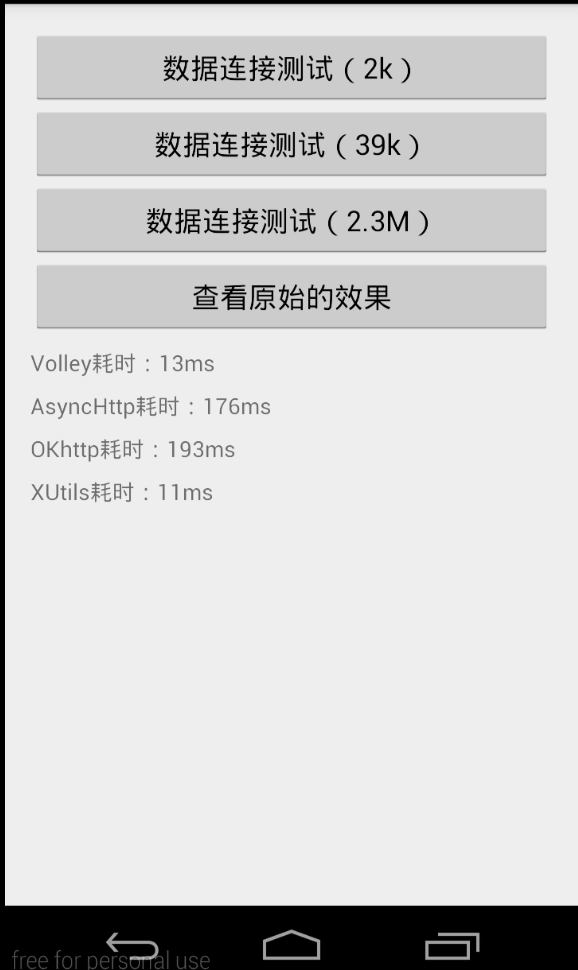 数据连接测试（2k）
数据连接测试（39k）
数据连接测试（2.3M）
查看原始的效果
Volley耗时：13ms
AsyncHttp耗时：176ms
OKhttp耗时：193ms
XUtils耗时：11ms
free for personal use